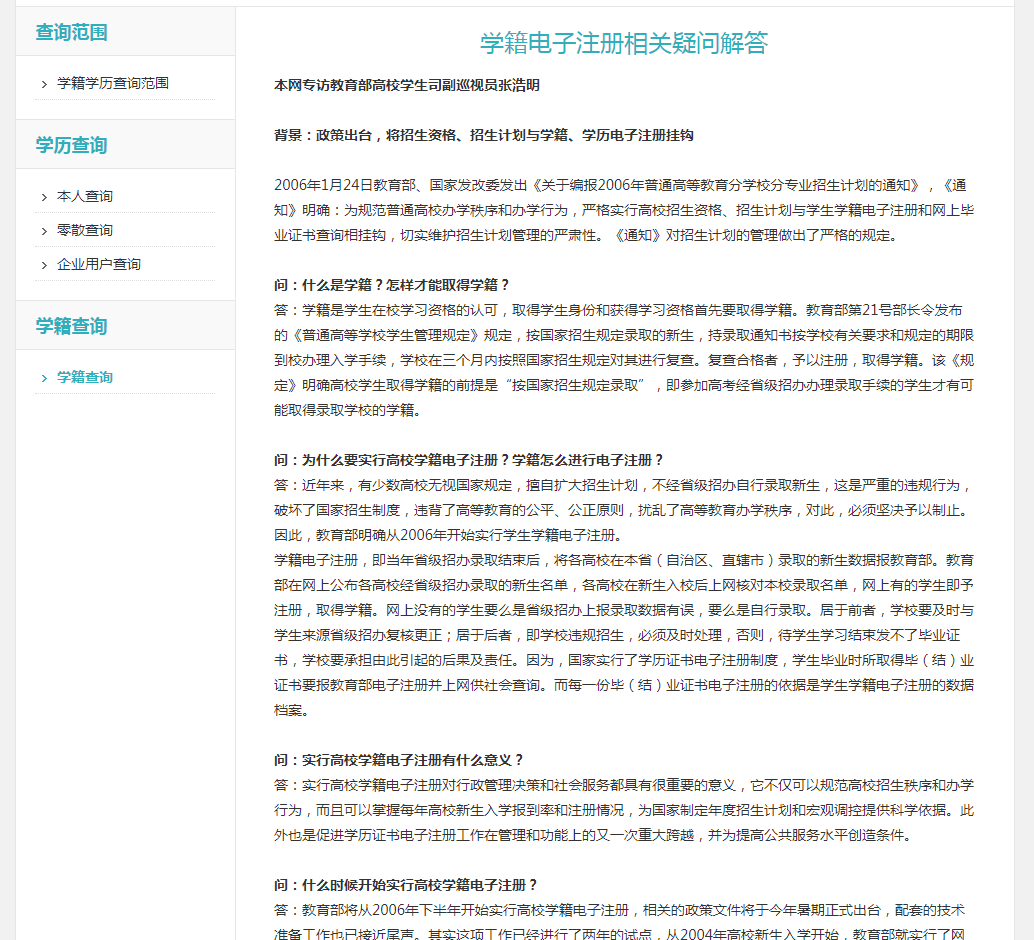 查询范围
学籍学历查询范围
学历查询
本人查询
零散查询
企业用户查询
学籍查询
学籍查询
学籍电子注册相关疑问解答
本网专访教育部高校学生司副巡视员张浩明
背景：政策出台，将招生资格、招生计划与学籍、学历电子注册挂钩
2006年1月24日教育部、国家发改委发出《关于编报2006年普通高等教育分学校分专业招生计划的通知》，《通
知》明确：为规范普通高校办学秩序和办学行为，严格实行高校招生资格、招生计划与学生学籍电子注册和网上毕
业证书查询相挂钩，切实维护招生计划管理的严肃性。《通知》对招生计划的管理做出了严格的规定。
问：什么是学籍？怎样才能取得学籍？
答：学籍是学生在校学习资格的认可，取得学生身份和获得学习资格首先要取得学籍。教育部第21号部长令发布
的《普通高等学校学生管理规定》规定，按国家招生规定录取的新生，持录取通知书按学校有关要求和规定的期限
到校办理入学手续，学校在三个月内按照国家招生规定对其进行复查。复查合格者，予以注册，取得学籍。该《规
定》明确高校学生取得学籍的前提是“按国家招生规定录取”，即参加高考经省级招办办理录取手续的学生才有可
能取得录取学校的学籍。
问：为什么要实行高校学籍电子注册？学籍怎么进行电子注册？
答：近年来，有少数高校无视国家规定，擅自扩大招生计划，不经省级招办自行录取新生，这是严重的违规行为，
破坏了国家招生制度，违背了高等教育的公平、公正原则，扰乱了高等教育办学秩序，对此，必须坚决予以制止。
因此，教育部明确从2006年开始实行学生学籍电子注册。
学籍电子注册，即当年省级招办录取结束后，将各高校在本省（自治区、直辖市）录取的新生数据报教育部。教育
部在网上公布各高校经省级招办录取的新生名单，各高校在新生入校后上网核对本校录取名单，网上有的学生即予
注册，取得学籍。网上没有的学生要么是省级招办上报录取数据有误，要么是自行录取。居于前者，学校要及时与
学生来源省级招办复核更正；居于后者，即学校违规招生，必须及时处理，否则，待学生学习结束发不了毕业证
书，学校要承担由此引起的后果及责任。因为，国家实行了学历证书电子注册制度，学生毕业时所取得毕（结）业
证书要报教育部电子注册并上网供社会查询。而每一份毕（结）业证书电子注册的依据是学生学籍电子注册的数据
档案。
问：实行高校学籍电子注册有什么意义？
答：实行高校学籍电子注册对行政管理决策和社会服务都具有很重要的意义，它不仅可以规范高校招生秩序和办学
行为，而且可以掌握每年高校新生入学报到率和注册情况，为国家制定年度招生计划和宏观调控提供科学依据。此
外也是促进学历证书电子注册工作在管理和功能上的又一次重大跨越，并为提高公共服务水平创造条件。
问：什么时候开始实行高校学籍电子注册？
答：教育部将从2006年下半年开始实行高校学籍电子注册，相关的政策文件将于今年暑期正式出台，配套的技术
准备工作也已接近尾声。其实这项工作已经进行了两年的试点，从2004年高校新生入学开始，教育部就实行了网